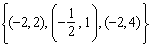 {(-2, 2), (-1/2, 1), (-2, 4)}